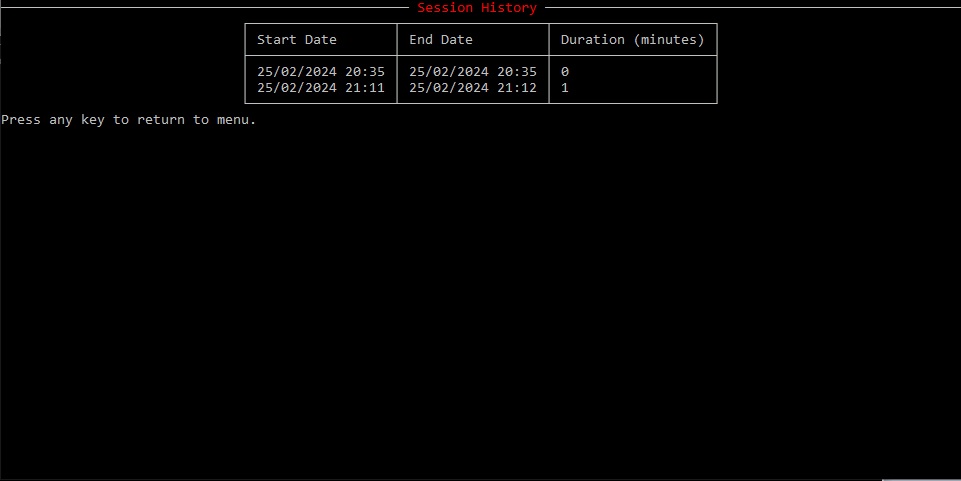 Session History
Start Date End Date Duration (minutes)
25/02/2024 20:35 25/02/2024 20:35 0
25/02/2024 21:11 25/02/2024 21:12 1
Press any key to return to menu.